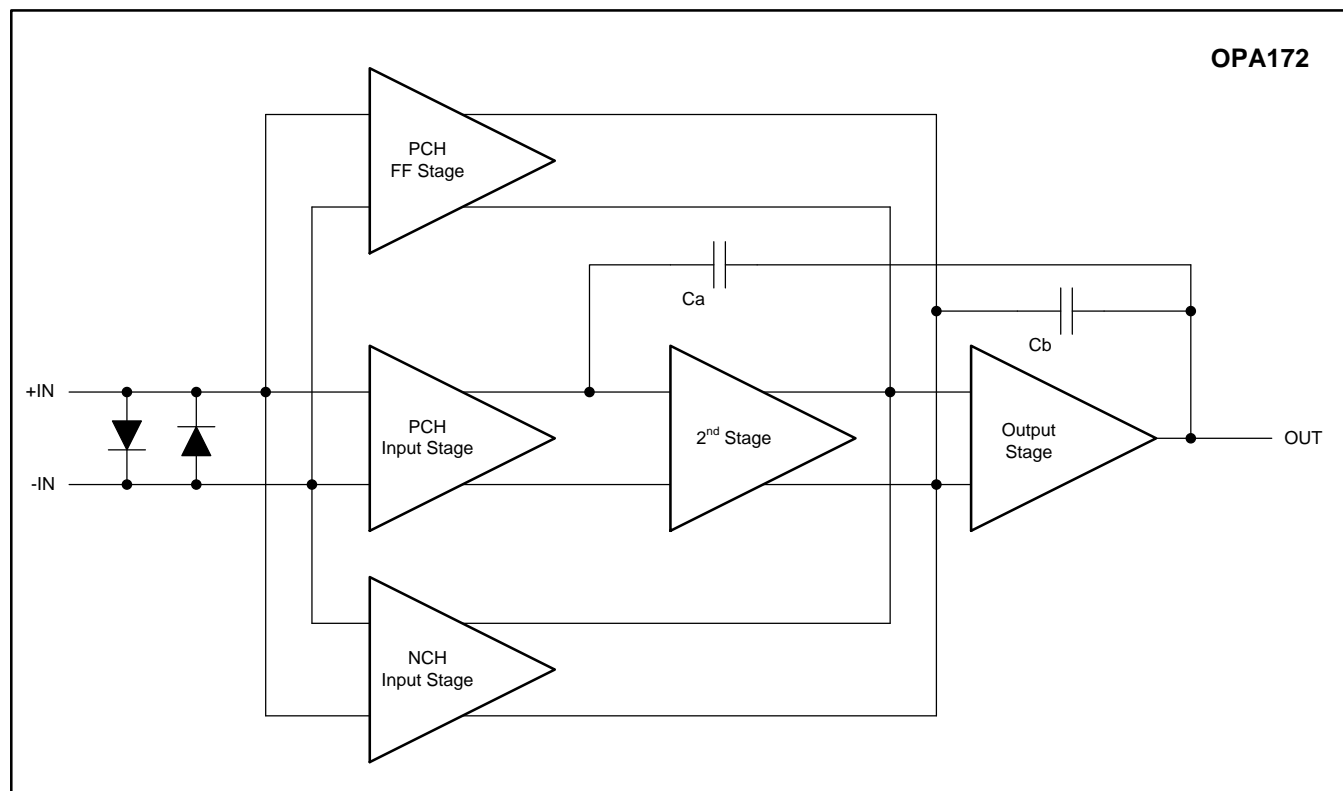 OPA172
PCH
FF Stage
Ca
Cb
+IN
PCH
Input Stage
2nd Stage
Output
Stage
OUT
-IN
NCH
Input Stage